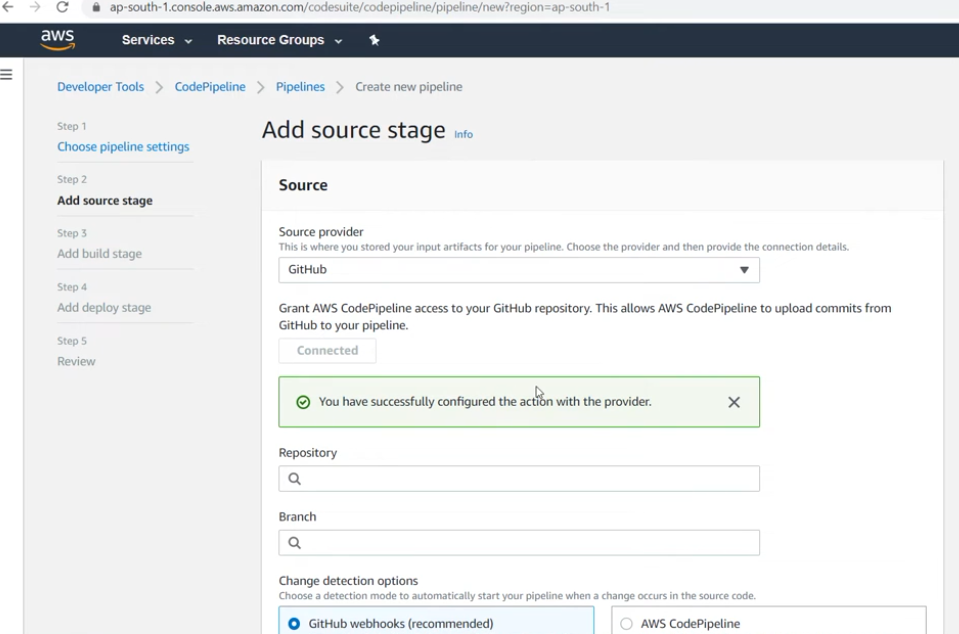 ap-south-1.console.aws.amazon.com/codesuite/codepipeline/pipeline/new?region=ap-south-1
aws Services Resource Groups
Developer Tools CodePipeline Pipelines Create new pipeline
Step 1
Choose pipeline settings
Step 2
Add source stage
Step 3
Add build stage
Step 4
Add deploy stage
Step 5
Review
Add source stage Info
Source
Source provider
This is where you stored your input artifacts for your pipeline. Choose the provider and then provide the connection details.
GitHub
Grant AWS CodePipeline access to your GitHub repository. This allows AWS CodePipeline to upload commits from
GitHub to your pipeline.
Connected
You have successfully configured the action with the provider.
Repository
Branch
Change detection options
Choose a detection mode to automatically start your pipeline when a change occurs in the source code.
GitHub webhooks (recommended) AWS CodePipeline